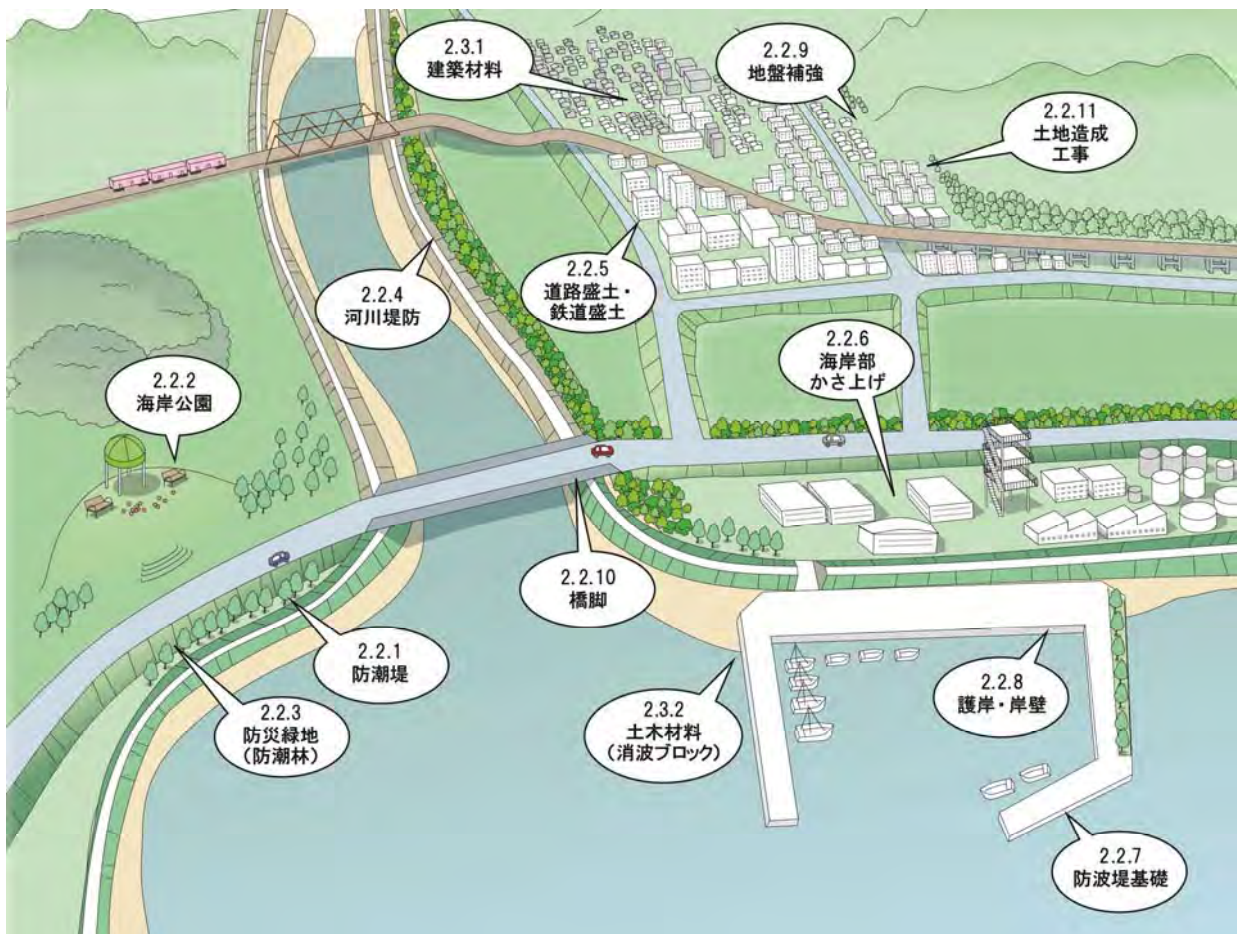 2.3.1
建築材料
2.2.9
地盤補強
2.2.11
土地造成
工事
2.2.4
河川堤防
2.2.5
道路盛土・
鉄道盛土
2.2.6
海岸部
かさ上げ
2.2.2
海岸公園
2.2.10
橋脚
2.2.1
防潮堤
2.2.3
防災緑地
(防潮林)
2.3.2
土木材料
(消波ブロック)
2.2.8
護岸・岸壁
2.2.7
防波堤基礎